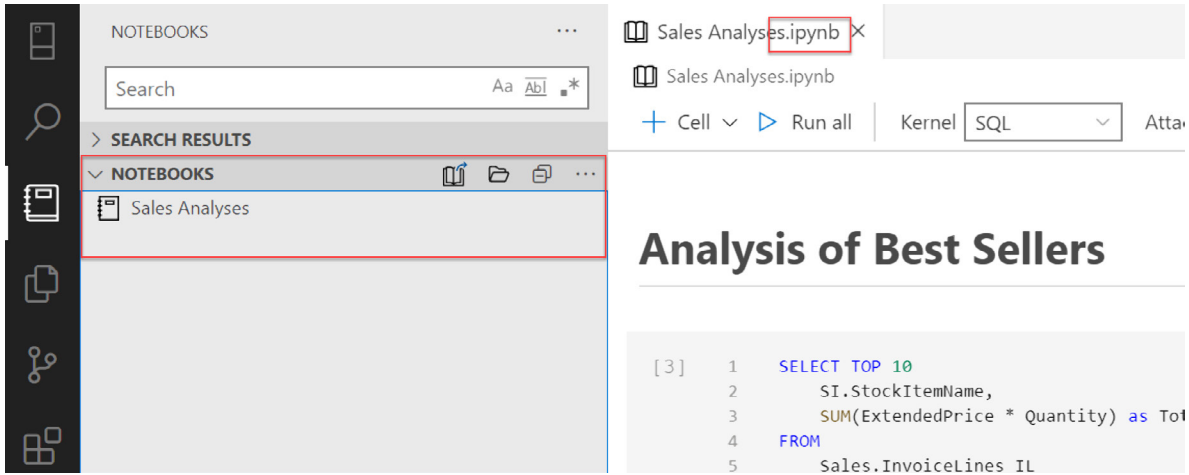 NOTEBOOKS ...
Search Aa Abl .*
> SEARCH RESULTS
NOTEBOOKS ...
Sales Analyses
Sales Analyses.ipynb
Sales Analyses.ipynb
+ Cell Run all Kernel SQL
Analysis of Best Sellers
[3]
1 SELECT TOP 10
2 SI.StockItemName,
3 SUM(ExtendedPrice * Quantity) as
4 FROM
5 Sales.InvoiceLines IL